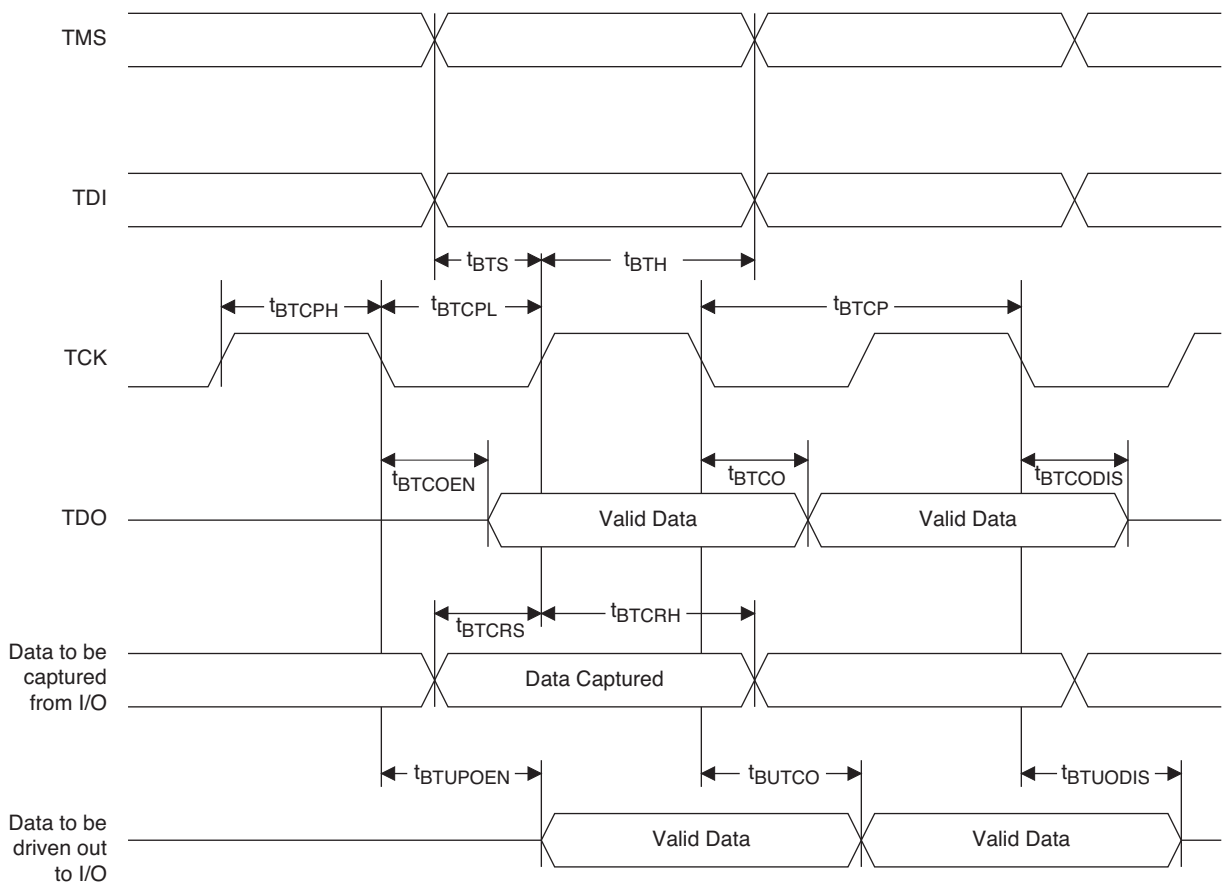 TMS
TDI
tBTS
tBTH
tBTCPH
tBTCPL
tBTCP
TCK
tBTCOEN
tBTCO
tBTCODIS
TDO
Valid Data
Valid Data
tBTCRS
tBTCRH
Data to be
captured
from I/O
Data Captured
tBTUPOEN
tBUTCO
tBTUODIS
Data to be
driven out
to I/O
Valid Data
Valid Data